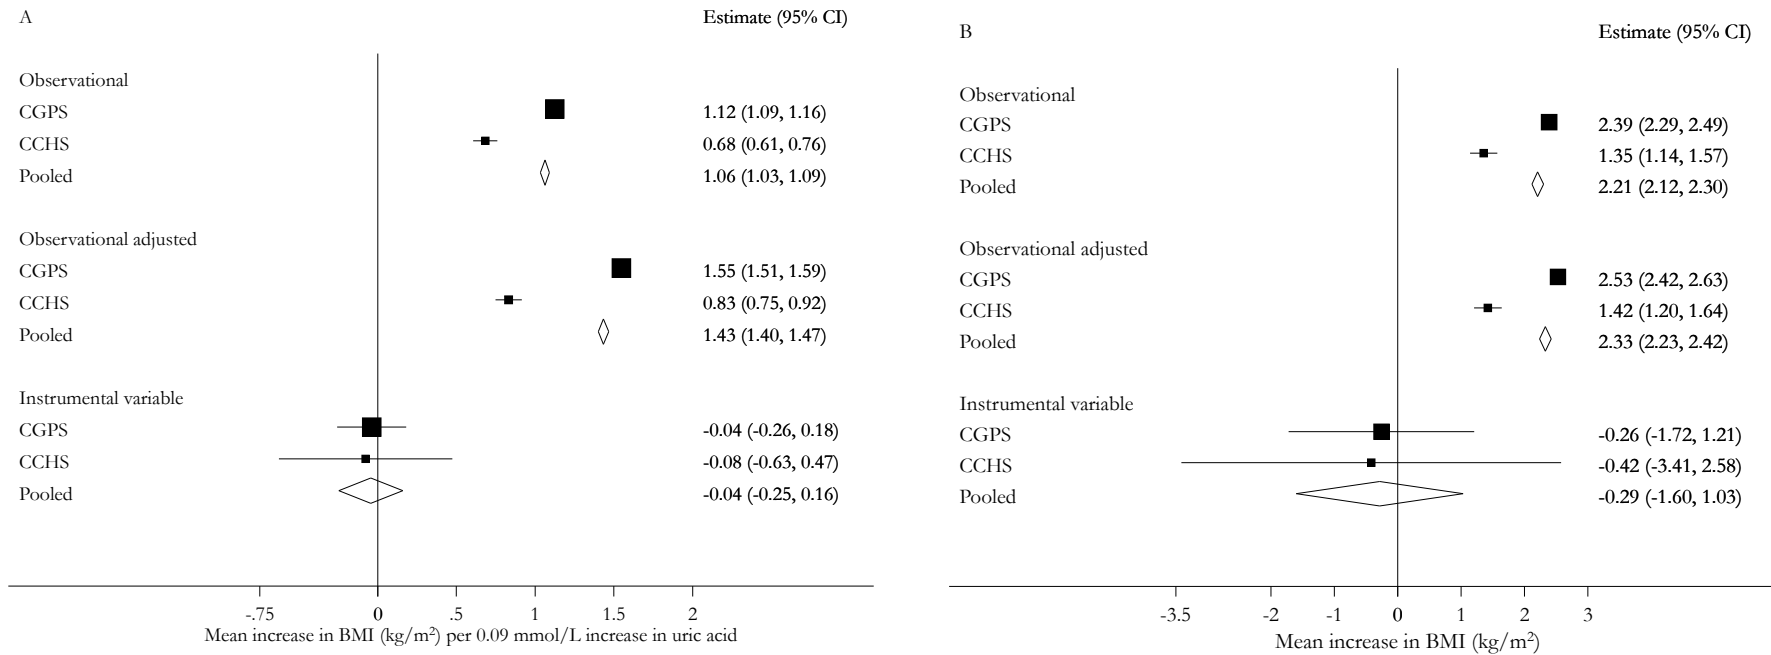 A
Estimate (95% CI)
Observational
CGPS 1.12 (1.09, 1.16)
CCHS 0.68 (0.61, 0.76)
Pooled 1.06 (1.03, 1.09)
Observational adjusted
CGPS 1.55 (1.51, 1.59)
CCHS 0.83 (0.75, 0.92)
Pooled 1.43 (1.40, 1.47)
Instrumental variable
CGPS -0.04 (-0.26, 0.18)
CCHS -0.08 (-0.63, 0.47)
Pooled -0.04 (-0.25, 0.16)
-.75 0 .5 1 1.5 2
Mean increase in BMI (kg/m²) per 0.09 mmol/L increase in uric acid
B
Estimate (95% CI)
Observational
CGPS 2.39 (2.29, 2.49)
CCHS 1.35 (1.14, 1.57)
Pooled 2.21 (2.12, 2.30)
Observational adjusted
CGPS 2.53 (2.42, 2.63)
CCHS 1.42 (1.20, 1.64)
Pooled 2.33 (2.23, 2.42)
Instrumental variable
CGPS -0.26 (-1.72, 1.21)
CCHS -0.42 (-3.41, 2.58)
Pooled -0.29 (-1.60, 1.03)
-3.5 -2 -1 0 1 2 3
Mean increase in BMI (kg/m²)